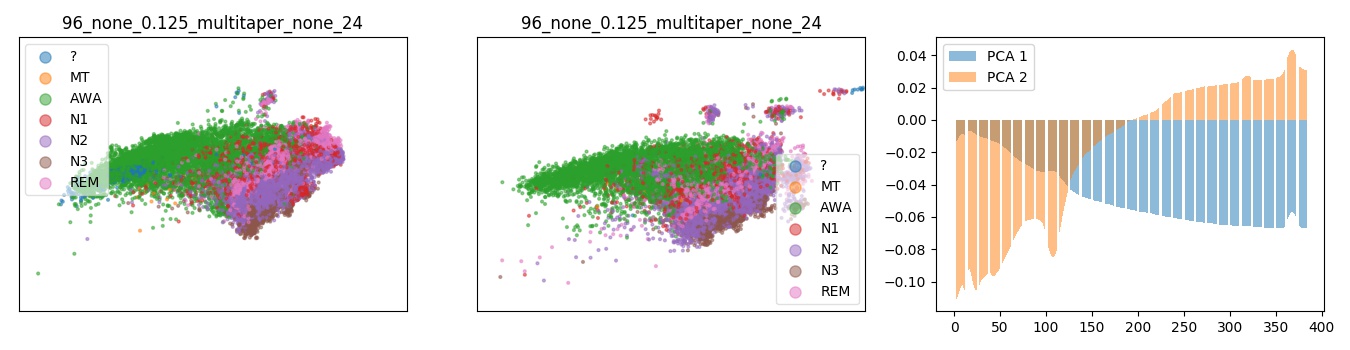 96_none_0.125_multitaper_none_24
?
MT
AWA
N1
N2
N3
REM
96_none_0.125_multitaper_none_24
?
MT
AWA
N1
N2
N3
REM
PCA 1
PCA 2
0.04
0.02
0.00
−0.02
−0.04
−0.06
−0.08
−0.10
0 50 100 150 200 250 300 350 400